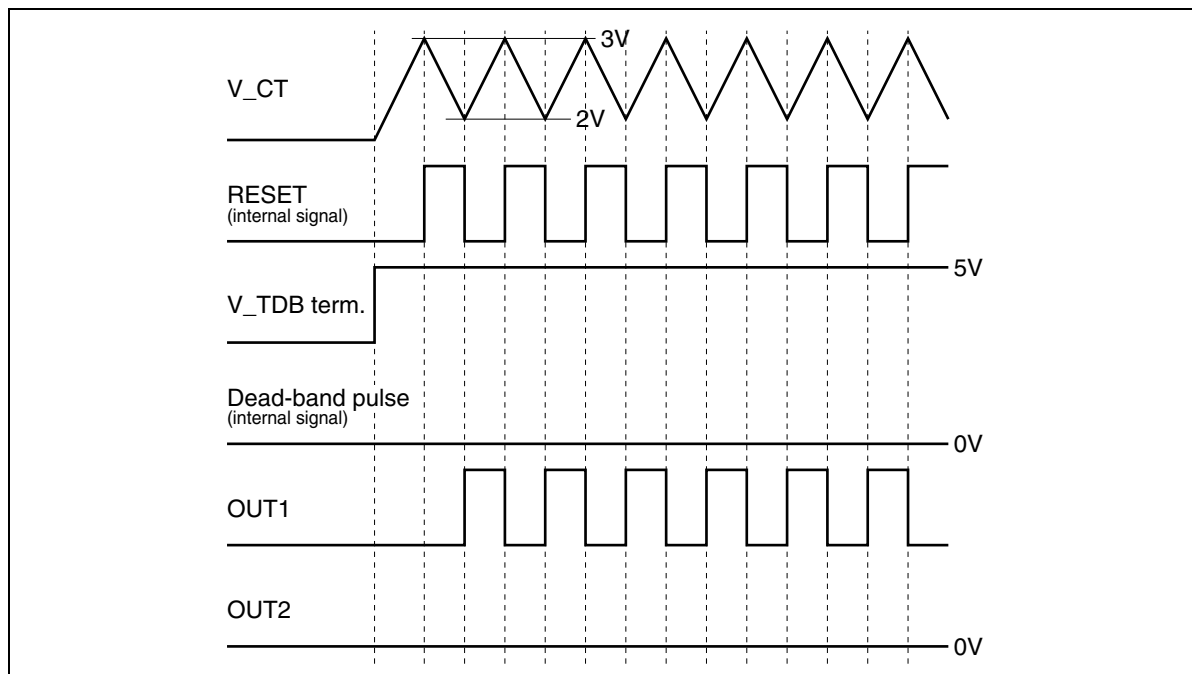 3V
V_CT
2V
RESET
(internal signal)
5V
V_TDB term.
Dead-band pulse
(internal signal)
0V
OUT1
OUT2
0V